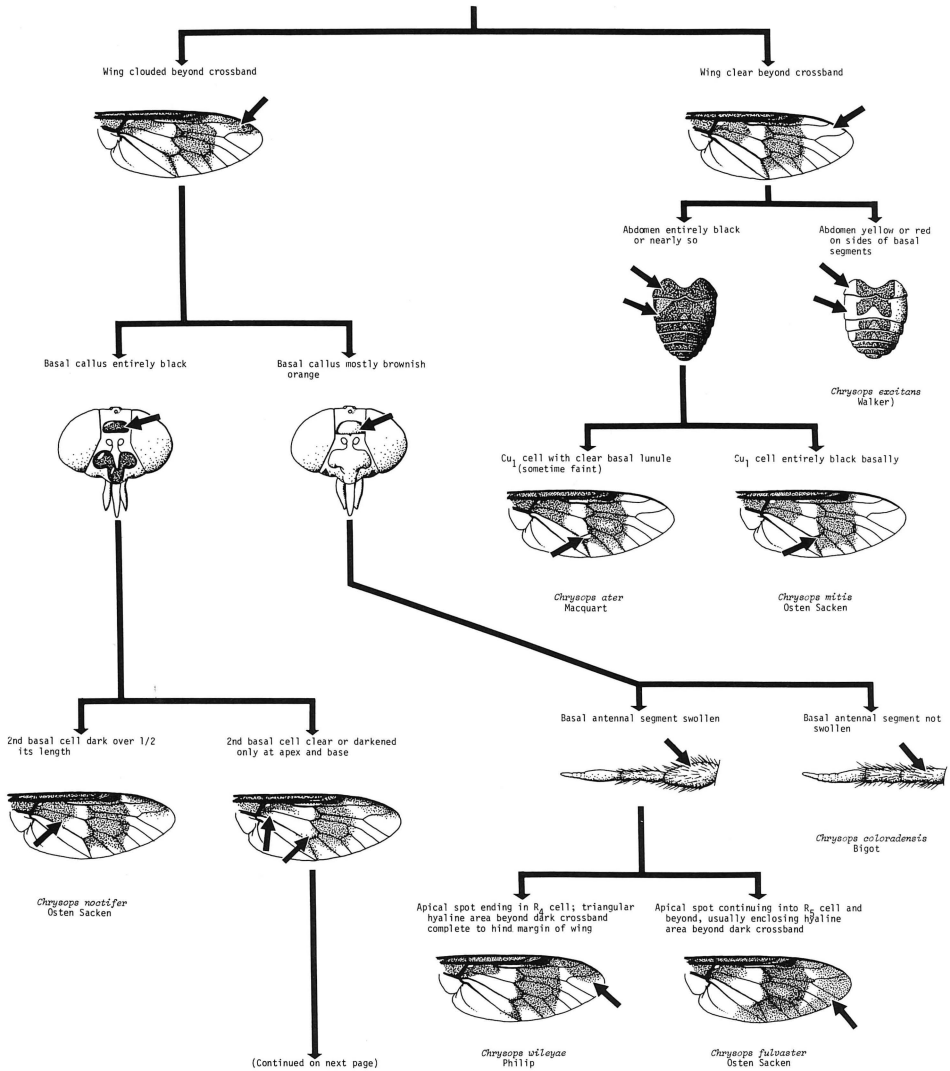 Wing clouded beyond crossband
Wing clear beyond crossband
Abdomen entirely black
or nearly so
Abdomen yellow or red
on sides of basal
segments
Chrysops excitans
Walker)
Basal callus entirely black
Basal callus mostly brownish
orange
Cu1 cell with clear basal lunule
(sometime faint)
Cu1 cell entirely black basally
Chrysops ater
Macquart
Chrysops mitis
Osten Sacken
2nd basal cell dark over 1/2
its length
2nd basal cell clear or darkened
only at apex and base
Basal antennal segment swollen
Basal antennal segment not
swollen
Chrysops coloradensis
Bigot
Chrysops noctifer
Osten Sacken
Apical spot ending in R4 cell; triangular
hyaline area beyond dark crossband
complete to hind margin of wing
Apical spot continuing into R5 cell and
beyond, usually enclosing hyaline
area beyond dark crossband
Chrysops wileyae
Philip
Chrysops fulvaster
Osten Sacken
(Continued on next page)